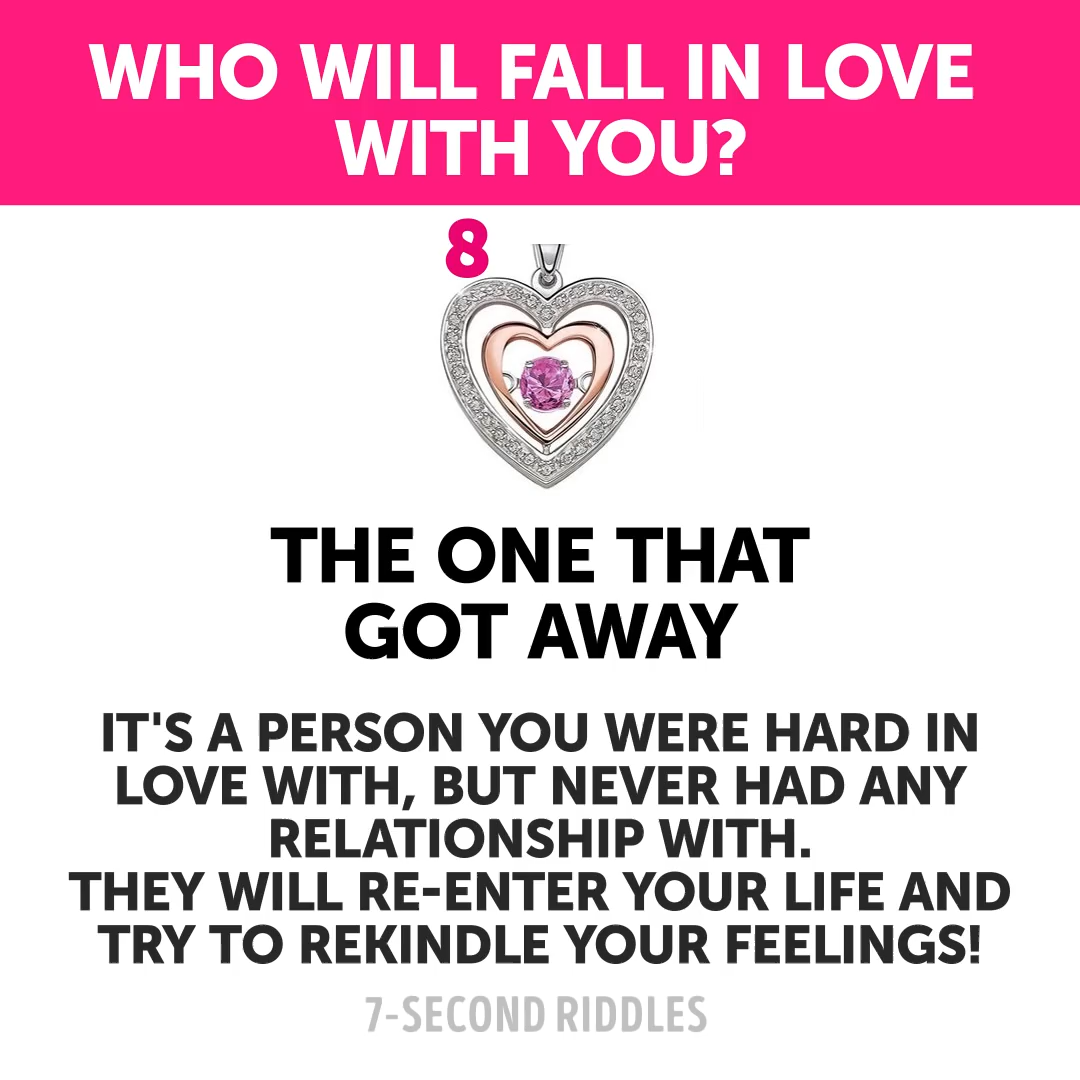 WHO WILL FALL IN LOVE
WITH YOU?
8
THE ONE THAT
GOT AWAY
IT'S A PERSON YOU WERE HARD IN
LOVE WITH, BUT NEVER HAD ANY
RELATIONSHIP WITH.
THEY WILL RE-ENTER YOUR LIFE AND
TRY TO REKINDLE YOUR FEELINGS!
7-SECOND RIDDLES